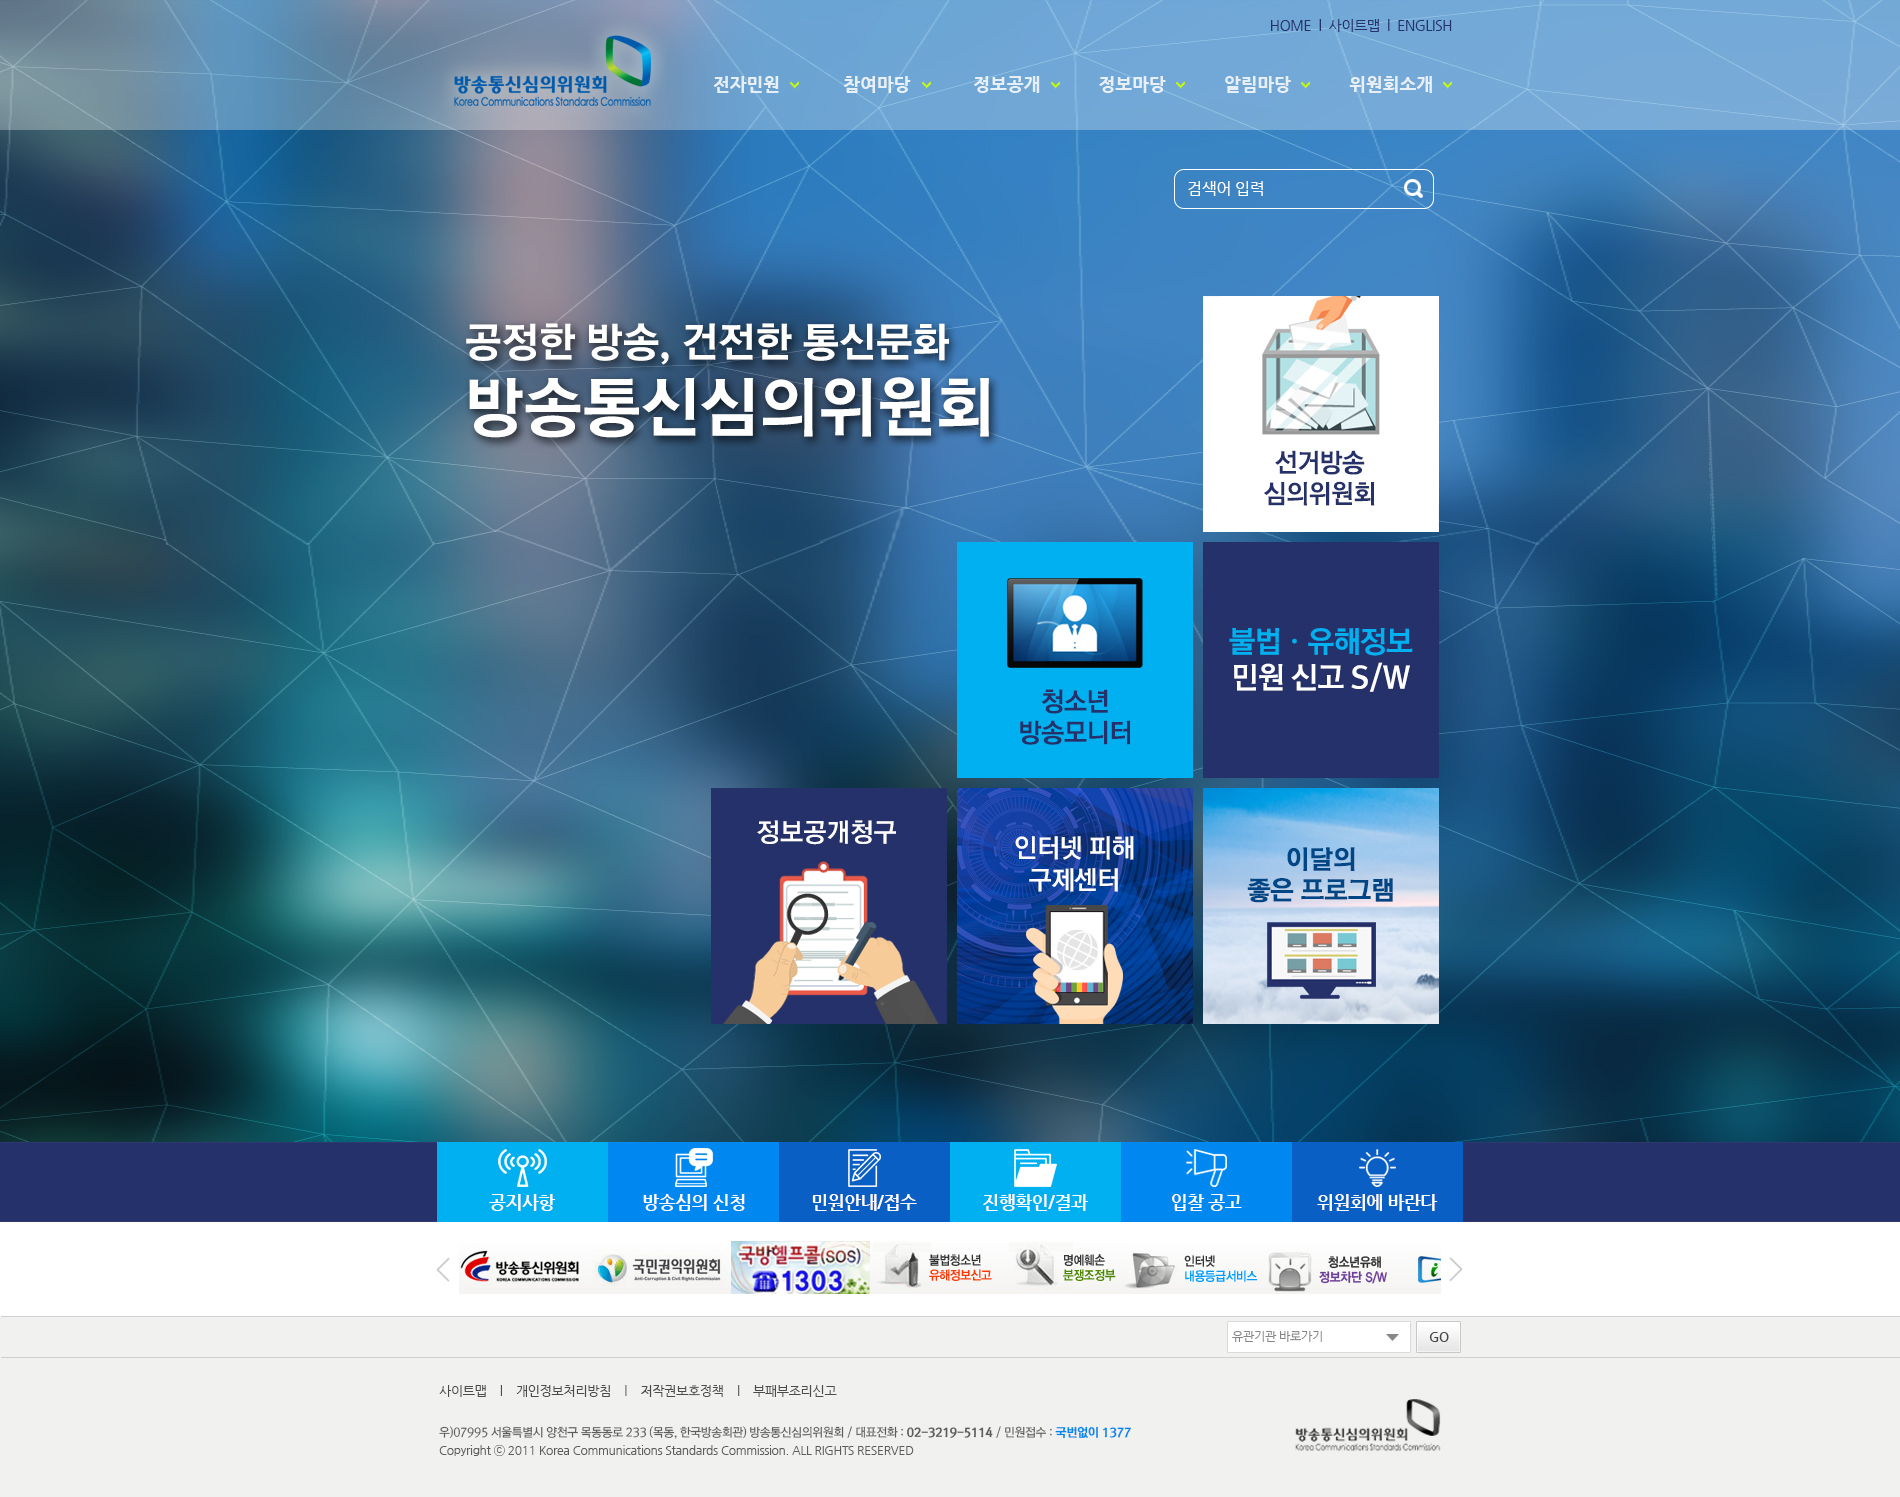 HOME | 사이트맵 | ENGLISH
방송통신심의위원회
Korea Communications Standards Commission
전자민원 참여마당 정보공개 정보마당 알림마당 위원회소개
검색어 입력
공정한 방송, 건전한 통신문화
방송통신심의위원회
선거방송
심의위원회
청소년
방송모니터
불법 · 유해정보
민원 신고 S/W
정보공개청구
인터넷 피해
구제센터
이달의
좋은 프로그램
공지사항 방송심의 신청 민원안내/접수 진행확인/결과 입찰 공고 위원회에 바란다
방송통신위원회
KOREA COMMUNICATIONS COMMISSION
국민권익위원회
Anti-Corruption & Civil Rights Commission
국방헬프콜(SOS)
☎1303
불법청소년
유해정보신고
명예훼손
분쟁조정부
인터넷
내용등급서비스
청소년유해
정보차단 S/W
i
유관기관 바로가기 GO
사이트맵 | 개인정보처리방침 | 저작권보호정책 | 부패부조리신고
우)07995 서울특별시 양천구 목동동로 233 (목동, 한국방송회관) 방송통신심의위원회 / 대표전화 : 02-3219-5114 / 민원접수 : 국번없이 1377
Copyright ⓒ 2011 Korea Communications Standards Commission. ALL RIGHTS RESERVED
방송통신심의위원회
Korea Communications Standards Commission